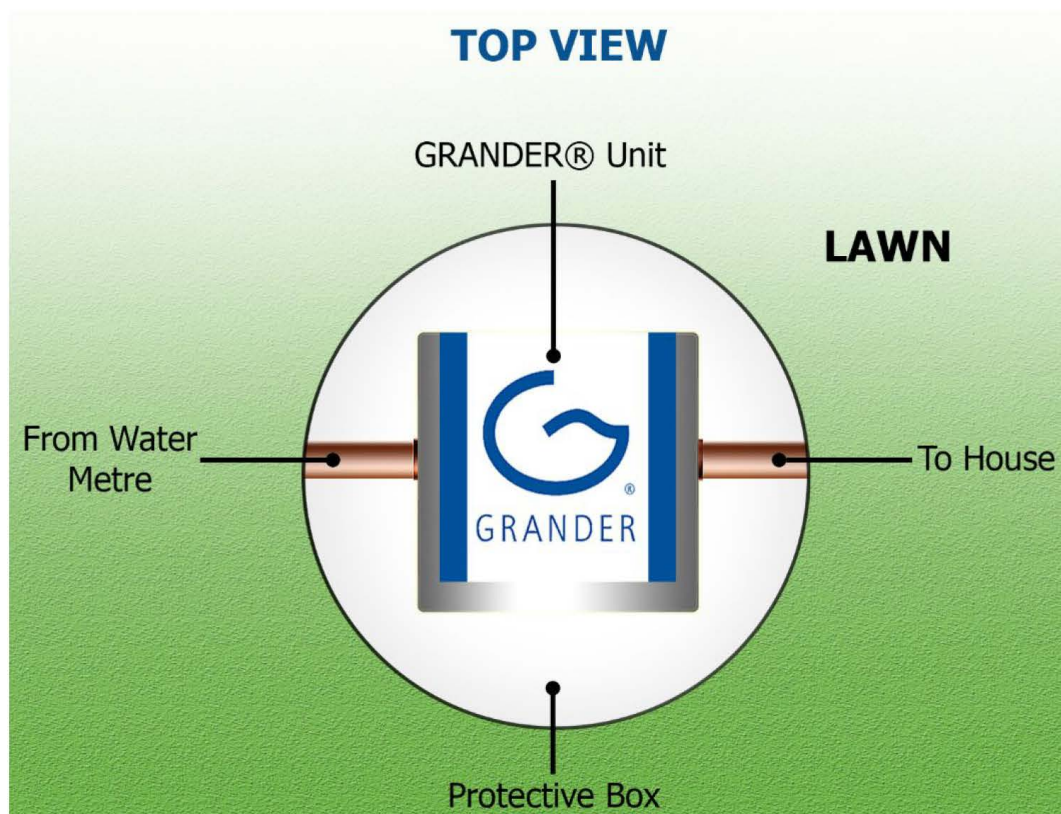 TOP VIEW
GRANDER® Unit
LAWN
From Water
Metre
To House
®
GRANDER
Protective Box